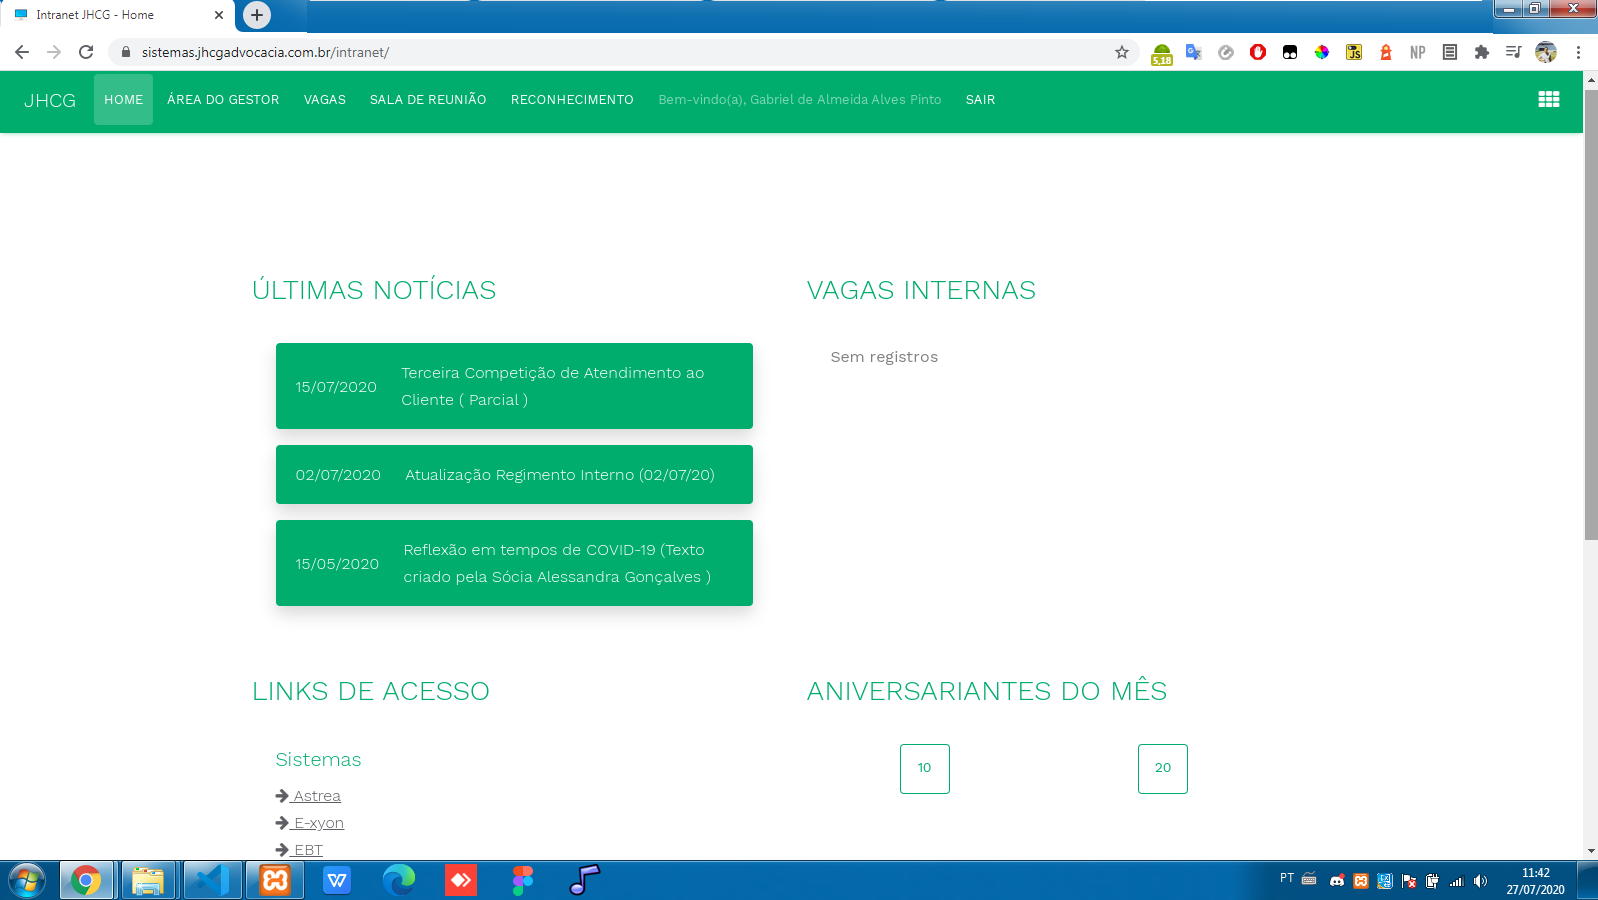 Intranet JHCG - Home
sistemas.jhcgadvocacia.com.br/intranet/
5,18
NP
JS
JHCG
HOME
ÁREA DO GESTOR
VAGAS
SALA DE REUNIÃO
RECONHECIMENTO
Bem-vindo(a), Gabriel de Almeida Alves Pinto
SAIR
ÚLTIMAS NOTÍCIAS
15/07/2020
Terceira Competição de Atendimento ao
Cliente ( Parcial )
02/07/2020
Atualização Regimento Interno (02/07/20)
15/05/2020
Reflexão em tempos de COVID-19 (Texto
criado pela Sócia Alessandra Gonçalves )
VAGAS INTERNAS
Sem registros
LINKS DE ACESSO
Sistemas
Astrea
E-xyon
EBT
ANIVERSARIANTES DO MÊS
10
20
PT
11:42
27/07/2020